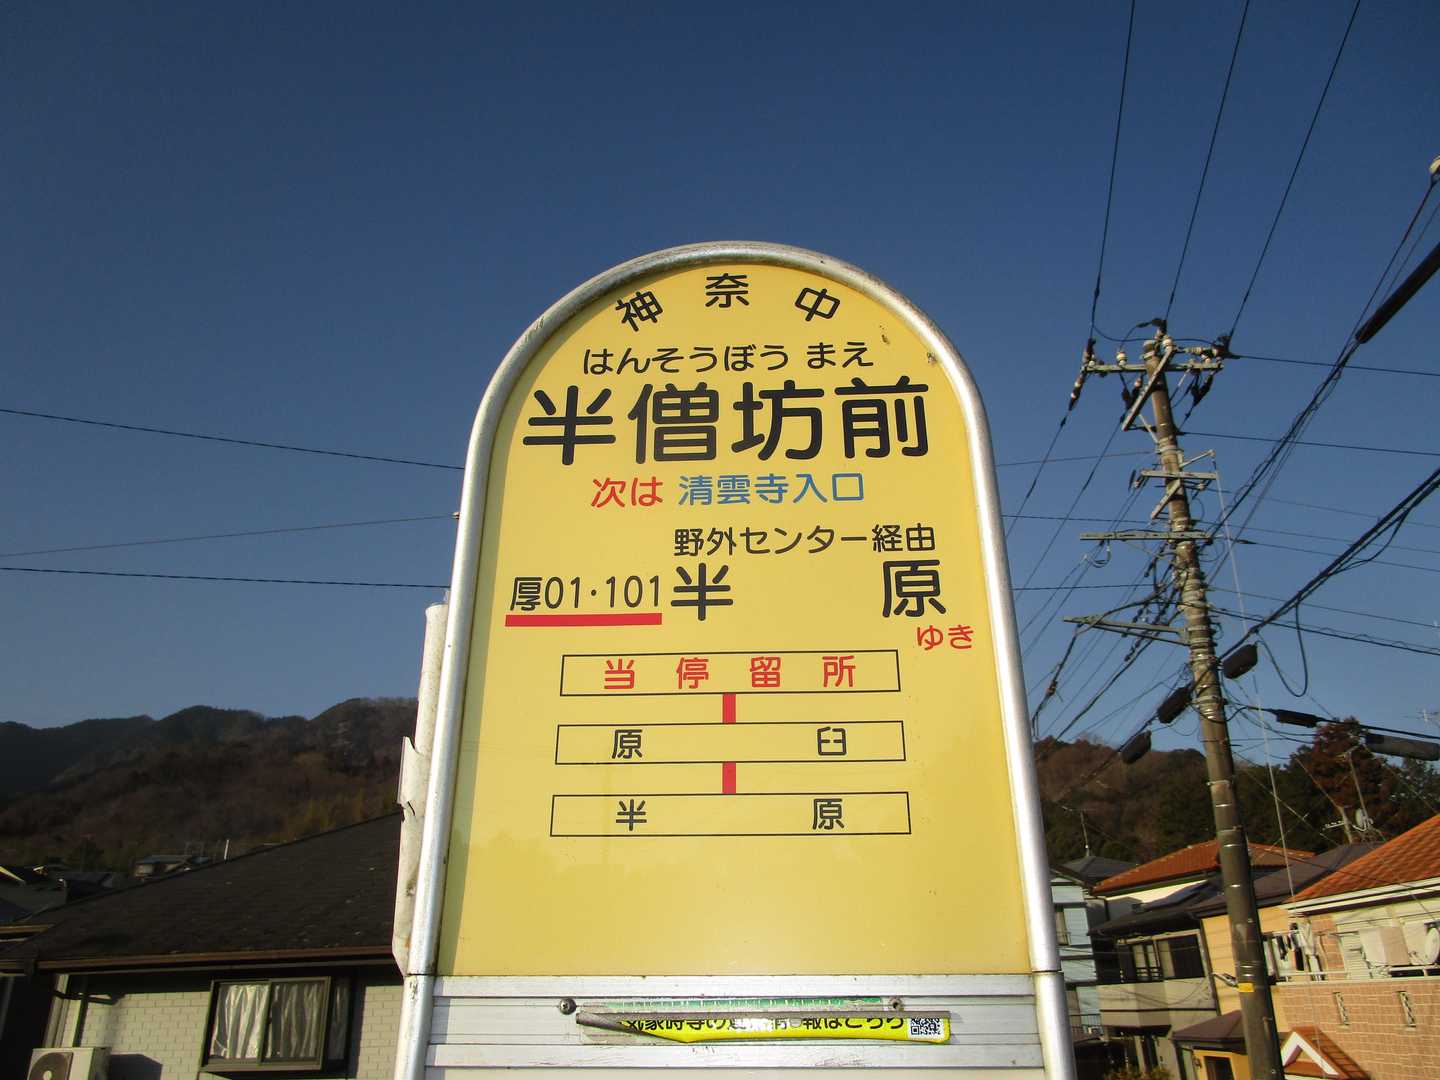 神奈中
はんそうぼう まえ
半僧坊前
次は 清雲寺入口
野外センター経由
厚01・101 半原
ゆき
当停留所
原臼
半原